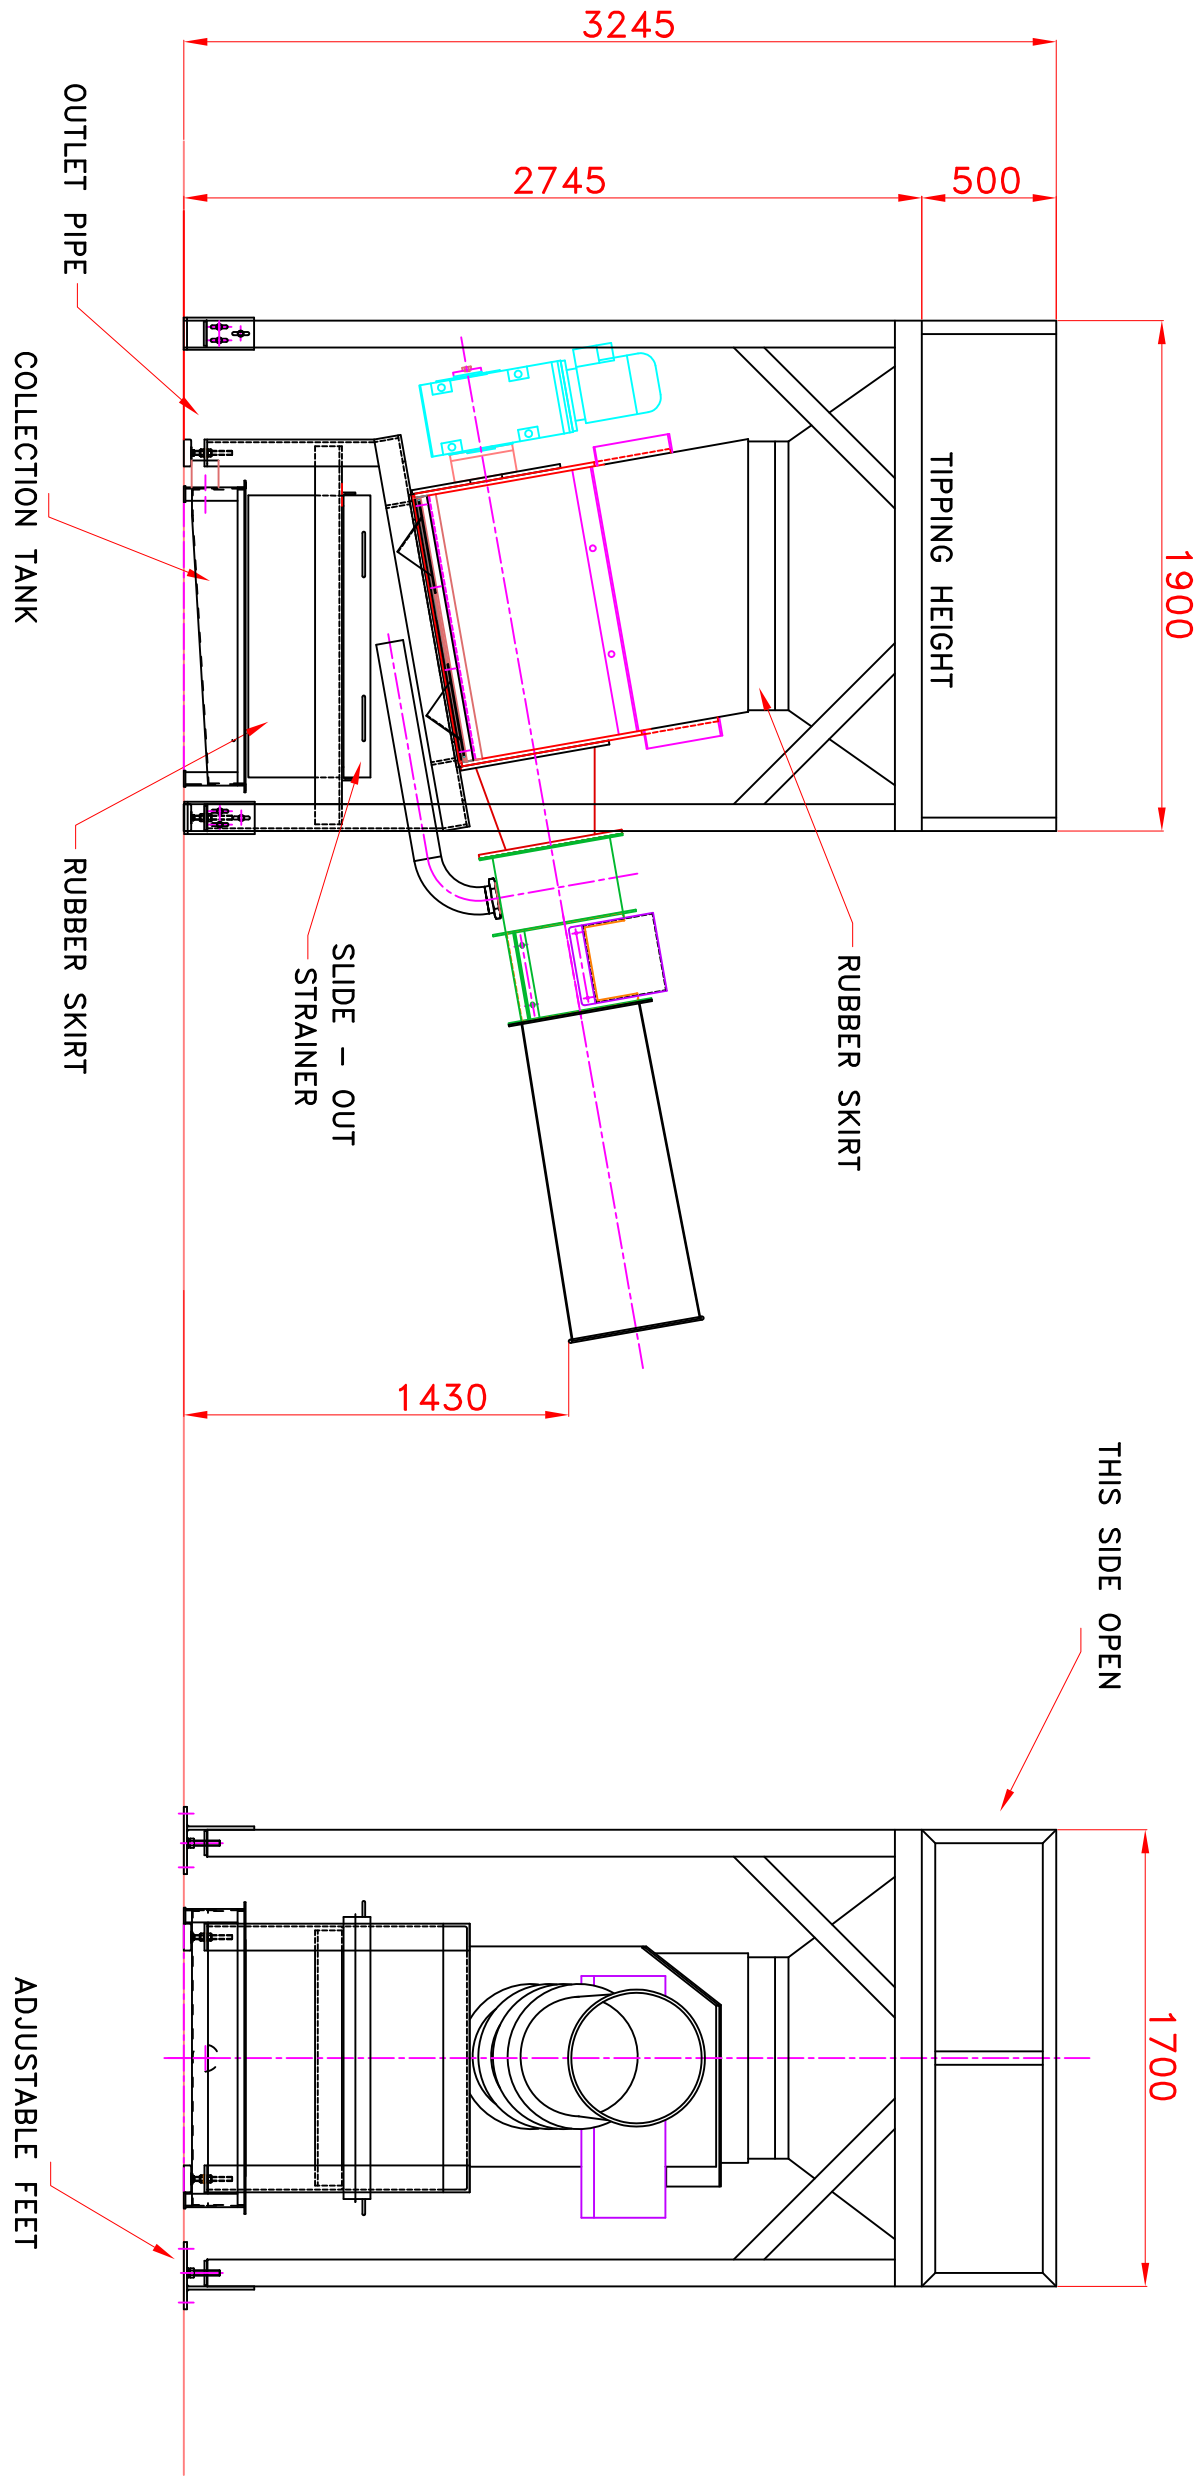 3245
2745
500
OUTLET PIPE
COLLECTION TANK
TIPPING HEIGHT
1900
RUBBER SKIRT
SLIDE - OUT
STRAINER
RUBBER SKIRT
1430
THIS SIDE OPEN
1700
ADJUSTABLE FEET